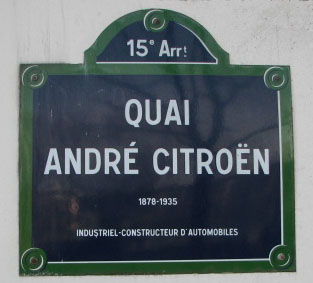 15e Arrt
QUAI
ANDRÉ CITROËN
1878-1935
INDUSTRIEL-CONSTRUCTEUR D'AUTOMOBILES